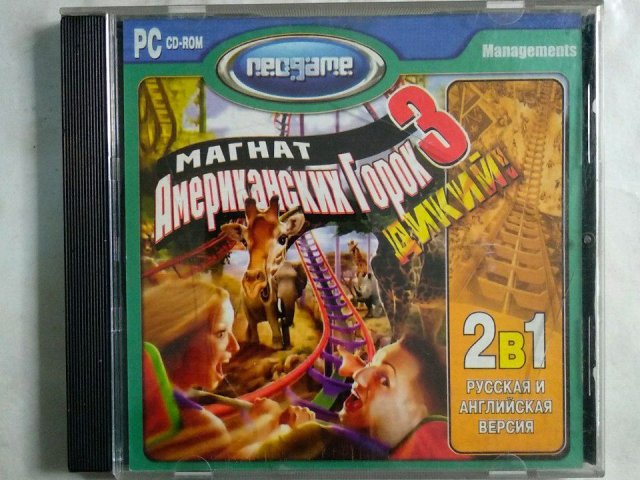 PC CD-ROM
neogame
Managements
МАГНАТ
Американских Горок 3
ДИКИЙ!
2в1
РУССКАЯ И
АНГЛИЙСКАЯ
ВЕРСИЯ